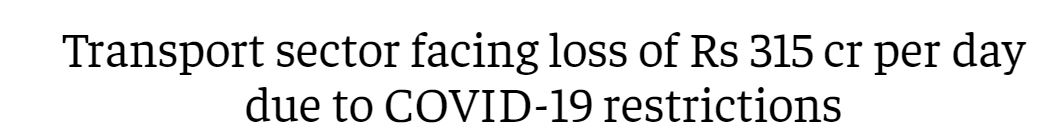 Transport sector facing loss of Rs 315 cr per day
due to COVID-19 restrictions